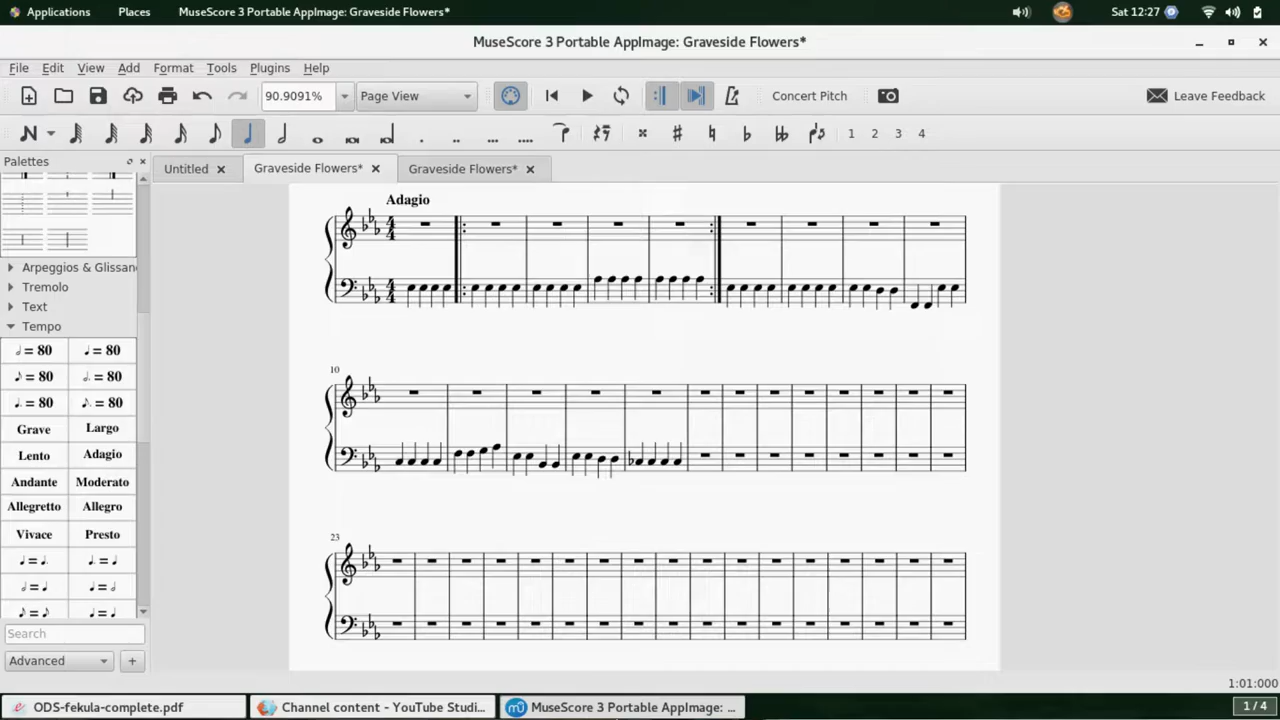 Applications Places MuseScore 3 Portable AppImage: Graveside Flowers* Sat 12:27
MuseScore 3 Portable AppImage: Graveside Flowers*
File Edit View Add Format Tools Plugins Help
90.9091% Page View Concert Pitch Leave Feedback
1 2 3 4
Palettes Untitled Graveside Flowers* Graveside Flowers*
Adagio
Arpeggios & Glissan
Tremolo
Text
Tempo
= 80 = 80
= 80 = 80
= 80 = 80
Grave Largo
Lento Adagio
Andante Moderato
Allegretto Allegro
Vivace Presto
= =
= =
= =
10
23
Search
Advanced +
1:01:000
ODS-fekula-complete.pdf Channel content - YouTube Studi... MuseScore 3 Portable AppImage: ... 1 / 4